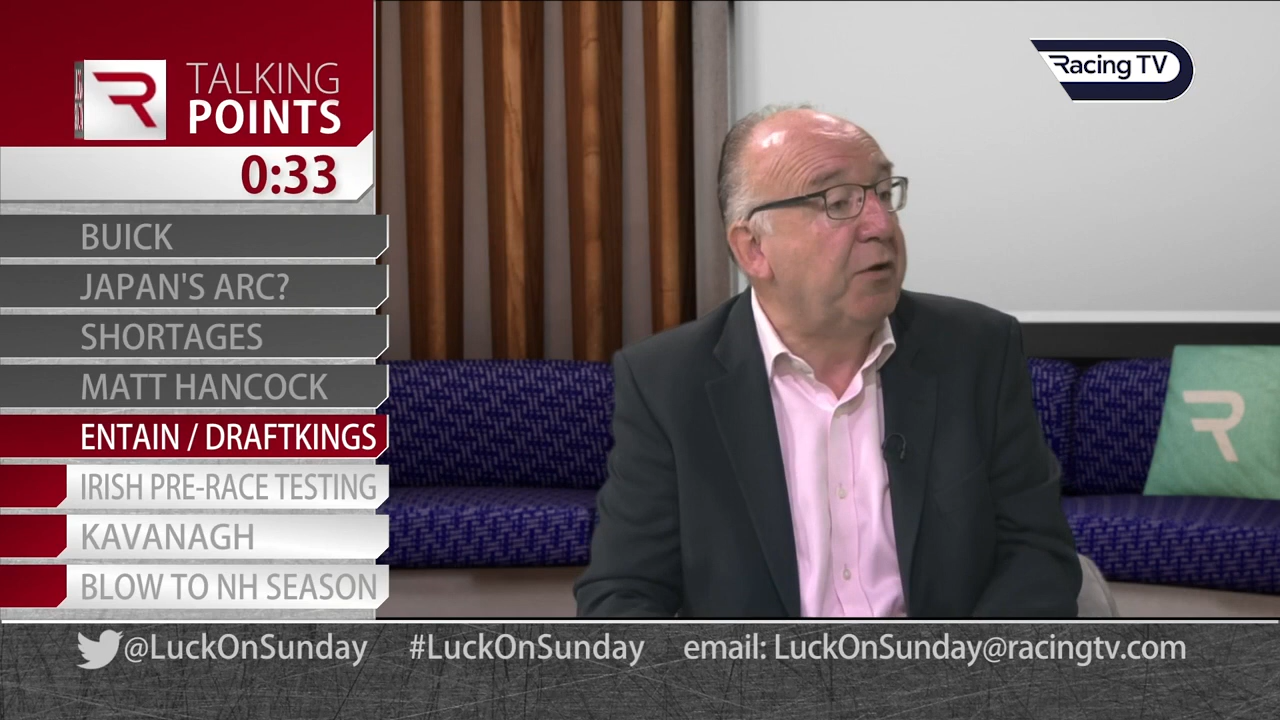 TALKING
POINTS
0:33
BUICK
JAPAN'S ARC?
SHORTAGES
MATT HANCOCK
ENTAIN / DRAFTKINGS
IRISH PRE-RACE TESTING
KAVANAGH
BLOW TO NH SEASON
Racing TV
@LuckOnSunday #LuckOnSunday email: LuckOnSunday@racingtv.com